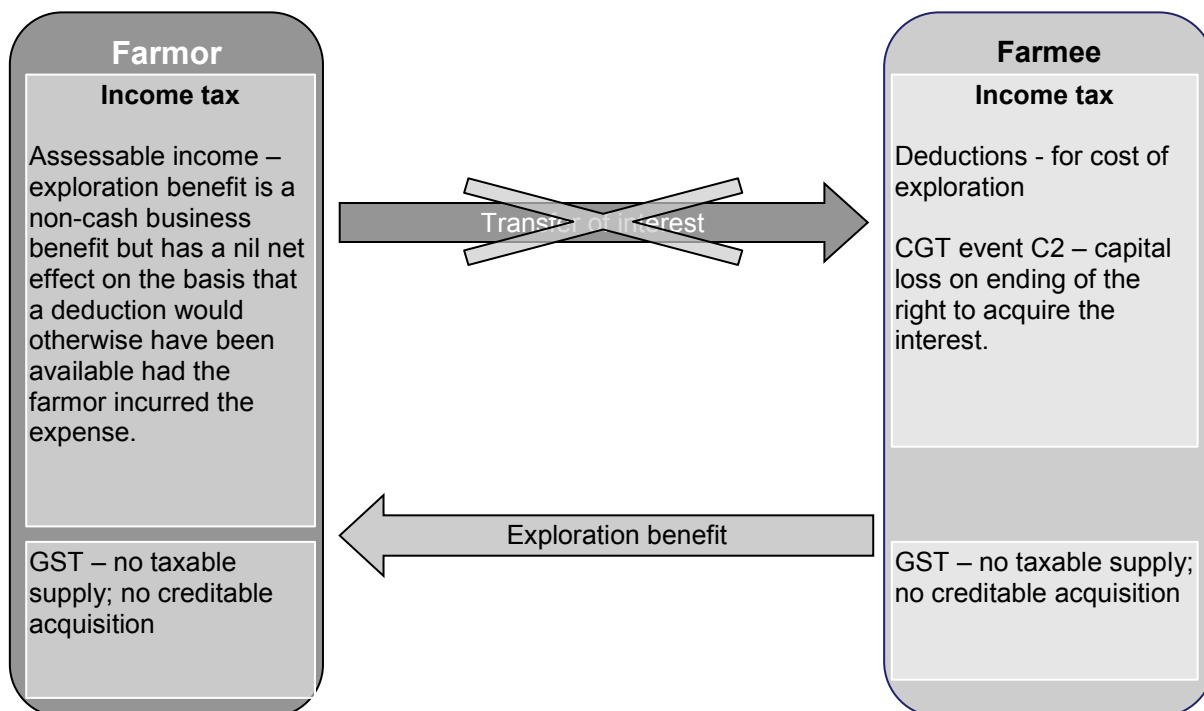 Farmor
Income tax
Assessable income –
exploration benefit is a
non-cash business
benefit but has a nil net
effect on the basis that
a deduction would
otherwise have been
available had the
farmor incurred the
expense.
GST – no taxable
supply; no creditable
acquisition
Transfer of interest
Exploration benefit
Farmee
Income tax
Deductions - for cost of
exploration
CGT event C2 – capital
loss on ending of the
right to acquire the
interest.
GST – no taxable supply;
no creditable acquisition